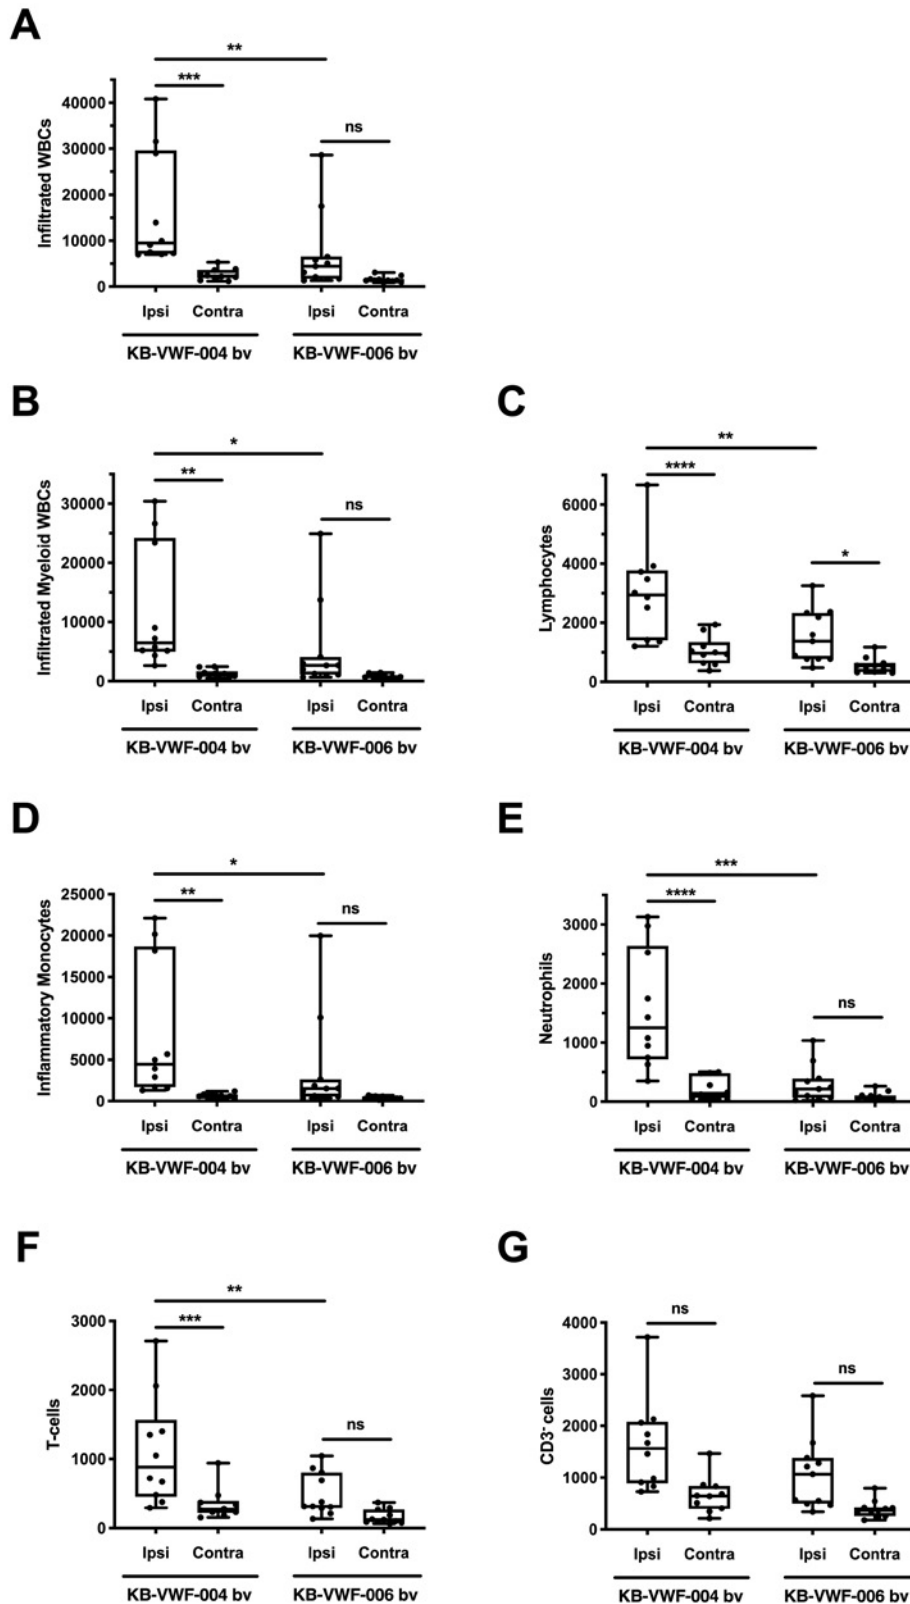 A
**
***
ns
Infiltrated WBCs
40000
30000
20000
10000
0
Ipsi Contra Ipsi Contra
KB-VWF-004 bv KB-VWF-006 bv
B
*
**
ns
Infiltrated Myeloid WBCs
30000
20000
10000
0
Ipsi Contra Ipsi Contra
KB-VWF-004 bv KB-VWF-006 bv
C
**
****
*
Lymphocytes
6000
4000
2000
0
Ipsi Contra Ipsi Contra
KB-VWF-004 bv KB-VWF-006 bv
D
*
**
ns
Inflammatory Monocytes
25000
20000
15000
10000
5000
0
Ipsi Contra Ipsi Contra
KB-VWF-004 bv KB-VWF-006 bv
E
***
****
ns
Neutrophils
3000
2000
1000
0
Ipsi Contra Ipsi Contra
KB-VWF-004 bv KB-VWF-006 bv
F
**
***
ns
T-cells
3000
2000
1000
0
Ipsi Contra Ipsi Contra
KB-VWF-004 bv KB-VWF-006 bv
G
ns
ns
CD3⁻ cells
4000
3000
2000
1000
0
Ipsi Contra Ipsi Contra
KB-VWF-004 bv KB-VWF-006 bv